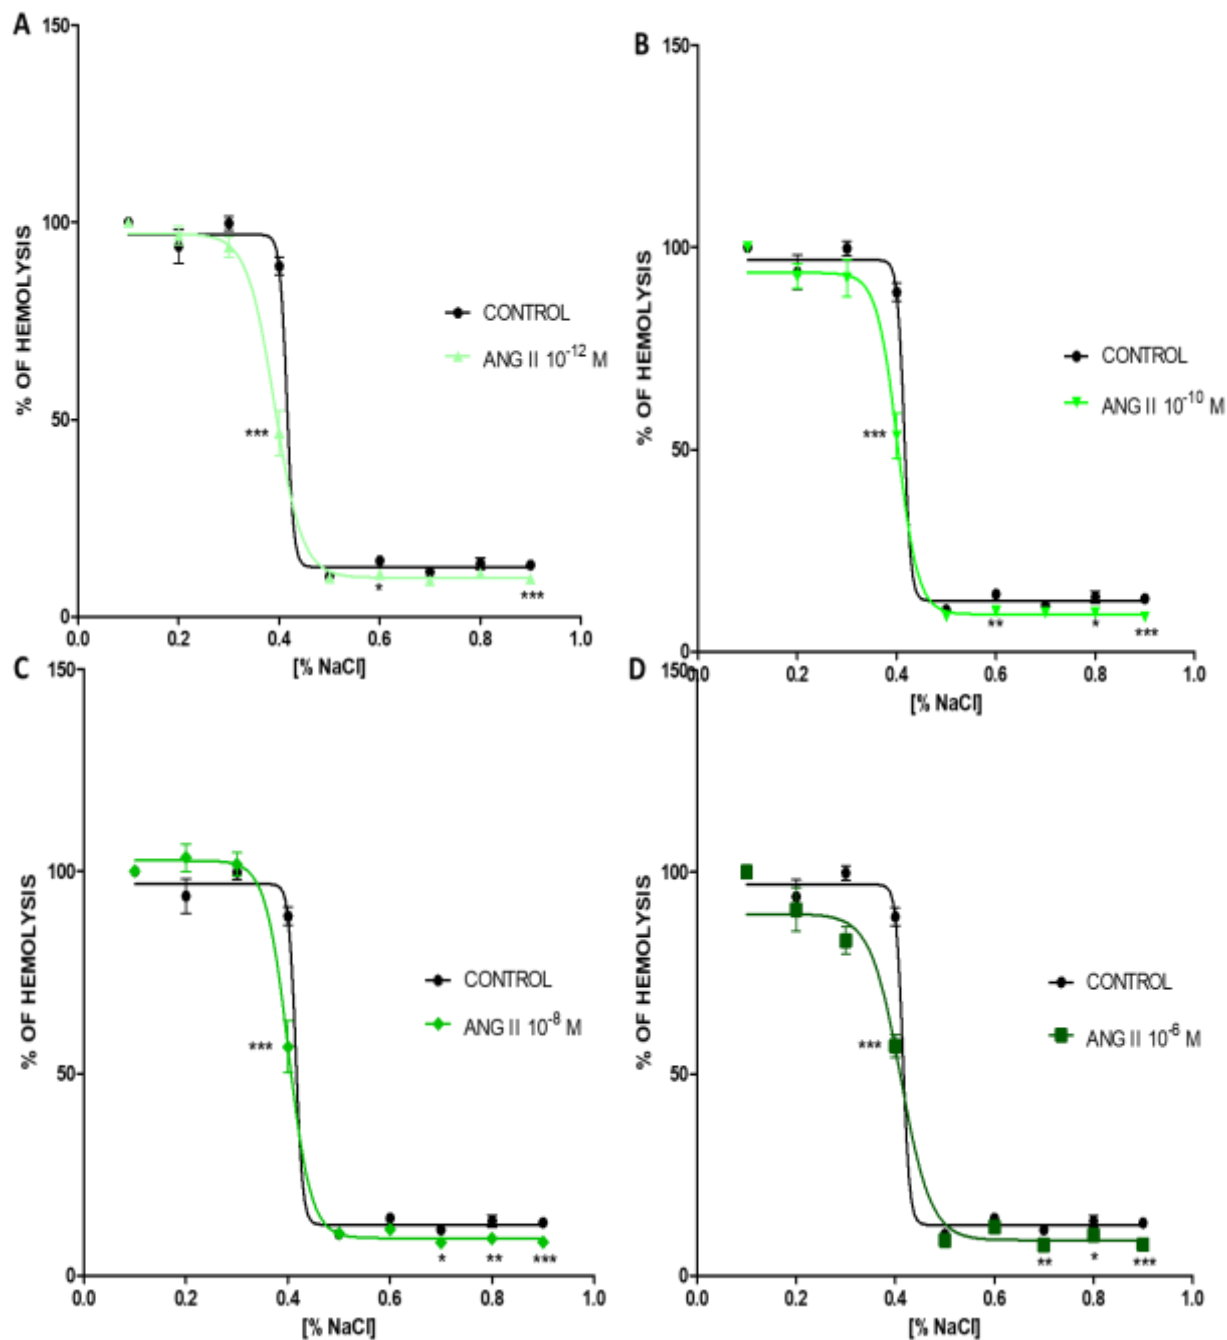 A
150
100
50
0
% OF HEMOLYSIS
CONTROL
ANG II 10⁻¹² M
***
*
***
0.0 0.2 0.4 0.6 0.8 1.0
[% NaCl]
B
150
100
50
0
% OF HEMOLYSIS
CONTROL
ANG II 10⁻¹⁰ M
***
** * ***
0.0 0.2 0.4 0.6 0.8 1.0
[% NaCl]
C
150
100
50
0
% OF HEMOLYSIS
CONTROL
ANG II 10⁻⁸ M
***
* ** ***
0.0 0.2 0.4 0.6 0.8 1.0
[% NaCl]
D
150
100
50
0
% OF HEMOLYSIS
CONTROL
ANG II 10⁻⁶ M
***
** * ***
0.0 0.2 0.4 0.6 0.8 1.0
[% NaCl]